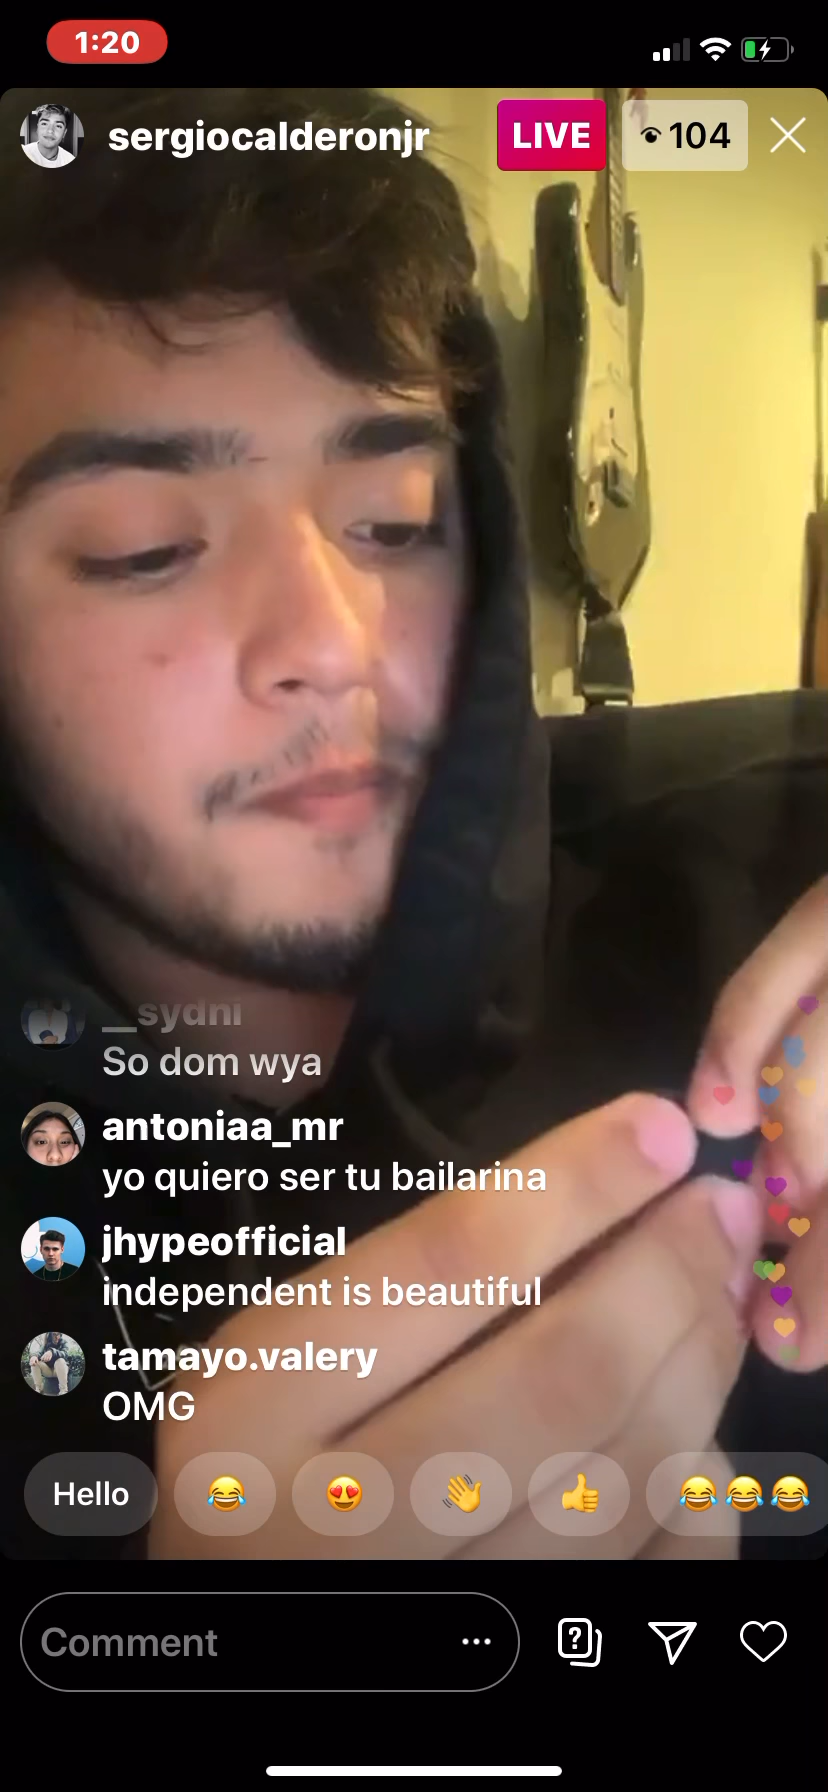 1:20
sergiocalderonjr
LIVE
104
__sydni
So dom wya
antoniaa_mr
yo quiero ser tu bailarina
jhypeofficial
independent is beautiful
tamayo.valery
OMG
Hello
Comment